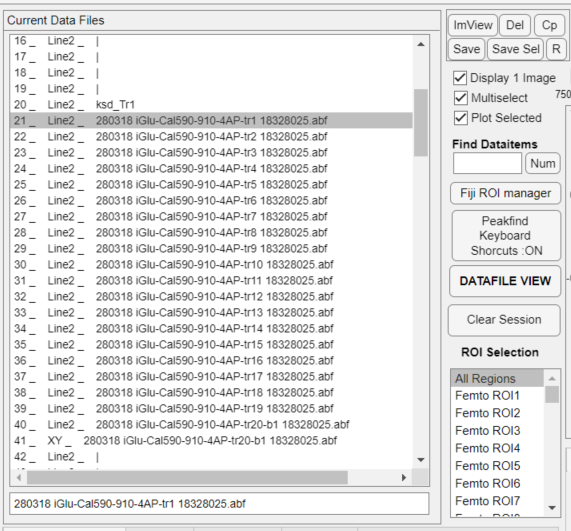 Current Data Files
16 _ Line2 _ |
17 _ Line2 _ |
18 _ Line2 _ |
19 _ Line2 _ |
20 _ Line2 _ ksd_Tr1
21 _ Line2 _ 280318 iGlu-Cal590-910-4AP-tr1 18328025.abf
22 _ Line2 _ 280318 iGlu-Cal590-910-4AP-tr2 18328025.abf
23 _ Line2 _ 280318 iGlu-Cal590-910-4AP-tr3 18328025.abf
24 _ Line2 _ 280318 iGlu-Cal590-910-4AP-tr4 18328025.abf
25 _ Line2 _ 280318 iGlu-Cal590-910-4AP-tr5 18328025.abf
26 _ Line2 _ 280318 iGlu-Cal590-910-4AP-tr6 18328025.abf
27 _ Line2 _ 280318 iGlu-Cal590-910-4AP-tr7 18328025.abf
28 _ Line2 _ 280318 iGlu-Cal590-910-4AP-tr8 18328025.abf
29 _ Line2 _ 280318 iGlu-Cal590-910-4AP-tr9 18328025.abf
30 _ Line2 _ 280318 iGlu-Cal590-910-4AP-tr10 18328025.abf
31 _ Line2 _ 280318 iGlu-Cal590-910-4AP-tr11 18328025.abf
32 _ Line2 _ 280318 iGlu-Cal590-910-4AP-tr12 18328025.abf
33 _ Line2 _ 280318 iGlu-Cal590-910-4AP-tr13 18328025.abf
34 _ Line2 _ 280318 iGlu-Cal590-910-4AP-tr14 18328025.abf
35 _ Line2 _ 280318 iGlu-Cal590-910-4AP-tr15 18328025.abf
36 _ Line2 _ 280318 iGlu-Cal590-910-4AP-tr16 18328025.abf
37 _ Line2 _ 280318 iGlu-Cal590-910-4AP-tr17 18328025.abf
38 _ Line2 _ 280318 iGlu-Cal590-910-4AP-tr18 18328025.abf
39 _ Line2 _ 280318 iGlu-Cal590-910-4AP-tr19 18328025.abf
40 _ Line2 _ 280318 iGlu-Cal590-910-4AP-tr20-b1 18328025.abf
41 _ XY _ 280318 iGlu-Cal590-910-4AP-tr20-b1 18328025.abf
42 _ Line2 _ |
280318 iGlu-Cal590-910-4AP-tr1 18328025.abf
ImView Del Cp
Save Save Sel R
Display 1 Image
Multiselect
750
Plot Selected
Find Dataitems
Num
Fiji ROI manager
Peakfind
Keyboard
Shorcuts :ON
DATAFILE VIEW
Clear Session
ROI Selection
All Regions
Femto ROI1
Femto ROI2
Femto ROI3
Femto ROI4
Femto ROI5
Femto ROI6
Femto ROI7